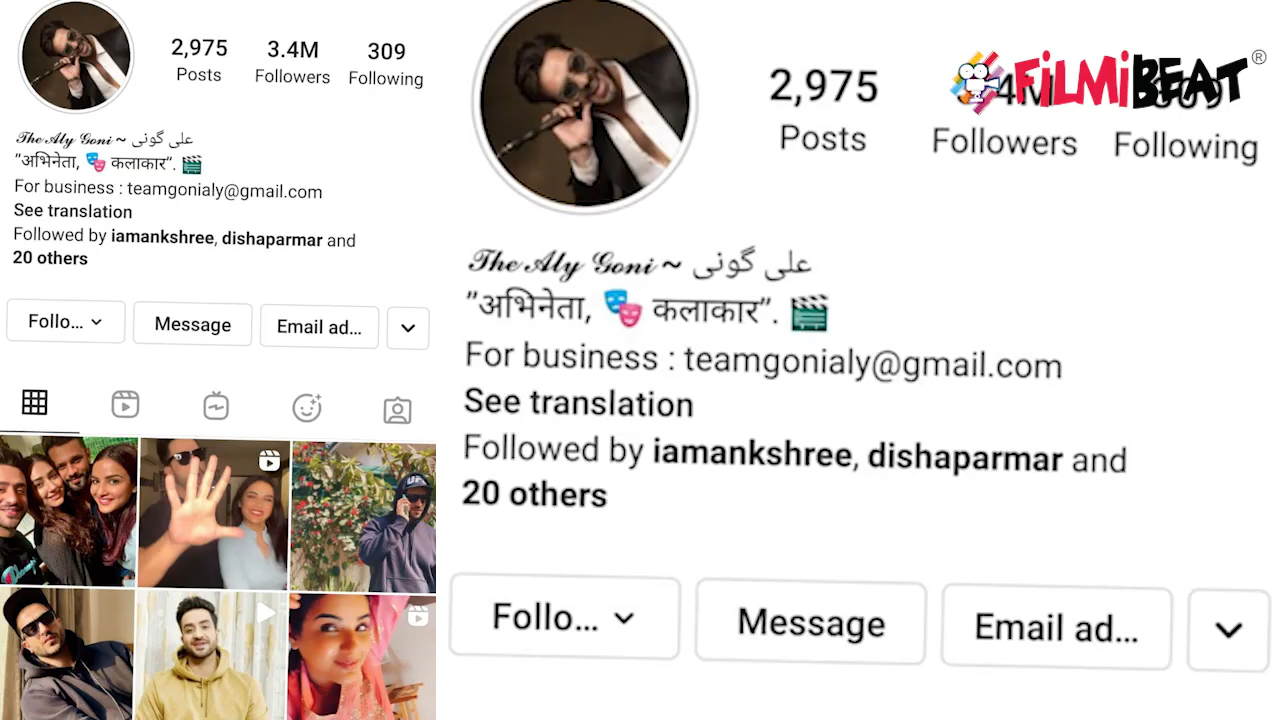 2,975
3.4M
309
Posts
Followers
Following
𝒯𝒽𝑒 𝒜𝓁𝓎 𝒢𝑜𝓃𝒾 ~ علی گونی
"अभिनेता, 🎭 कलाकार". 🎬
For business : teamgonialy@gmail.com
See translation
Followed by iamankshree, dishaparmar and
20 others
Follo...
Message
Email ad...
2,975
4M
309
Posts
Followers
Following
FiLMiBEAT®
𝒯𝒽𝑒 𝒜𝓁𝓎 𝒢𝑜𝓃𝒾 ~ علی گونی
"अभिनेता, 🎭 कलाकार". 🎬
For business : teamgonialy@gmail.com
See translation
Followed by iamankshree, dishaparmar and
20 others
Follo...
Message
Email ad...